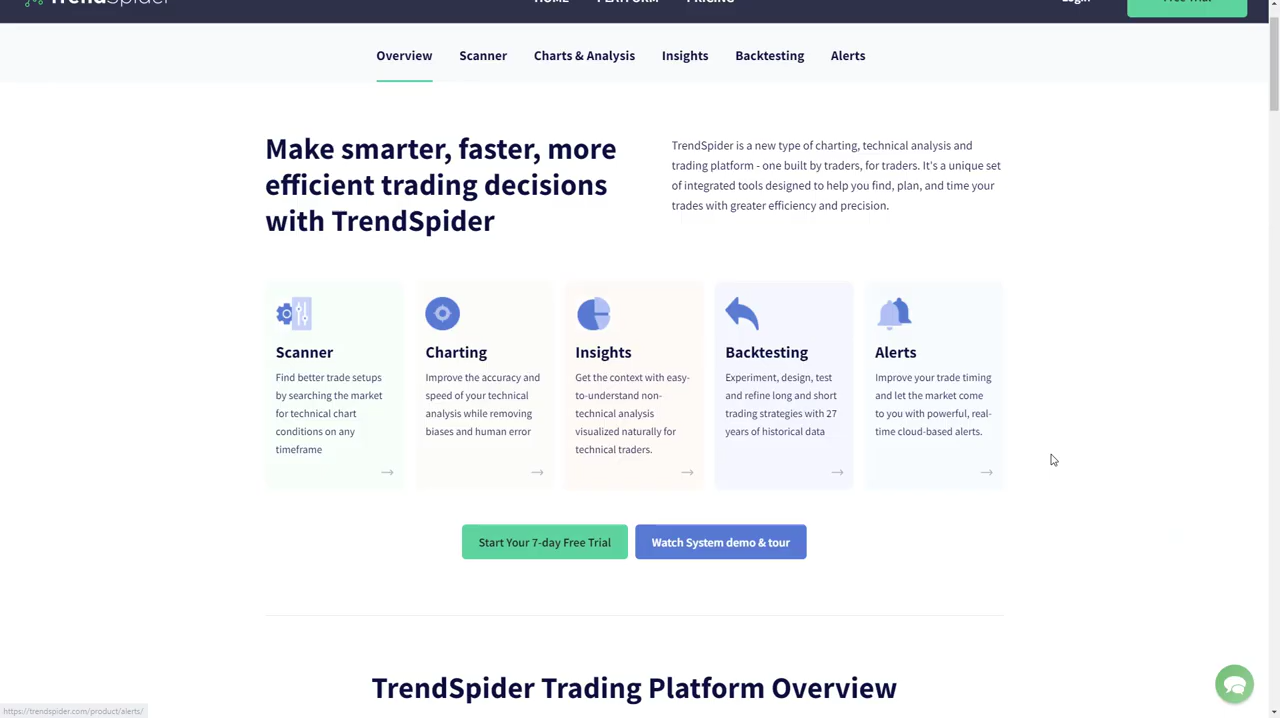 TrendSpider
HOME PLATFORM PRICING
Login
Free Trial
Overview Scanner Charts & Analysis Insights Backtesting Alerts
Make smarter, faster, more
efficient trading decisions
with TrendSpider
TrendSpider is a new type of charting, technical analysis and
trading platform - one built by traders, for traders. It's a unique set
of integrated tools designed to help you find, plan, and time your
trades with greater efficiency and precision.
Scanner
Find better trade setups
by searching the market
for technical chart
conditions on any
timeframe
Charting
Improve the accuracy and
speed of your technical
analysis while removing
biases and human error
Insights
Get the context with easy-
to-understand non-
technical analysis
visualized naturally for
technical traders.
Backtesting
Experiment, design, test
and refine long and short
trading strategies with 27
years of historical data
Alerts
Improve your trade timing
and let the market come
to you with powerful, real-
time cloud-based alerts.
Start Your 7-day Free Trial
Watch System demo & tour
TrendSpider Trading Platform Overview
https://trendspider.com/product/alerts/